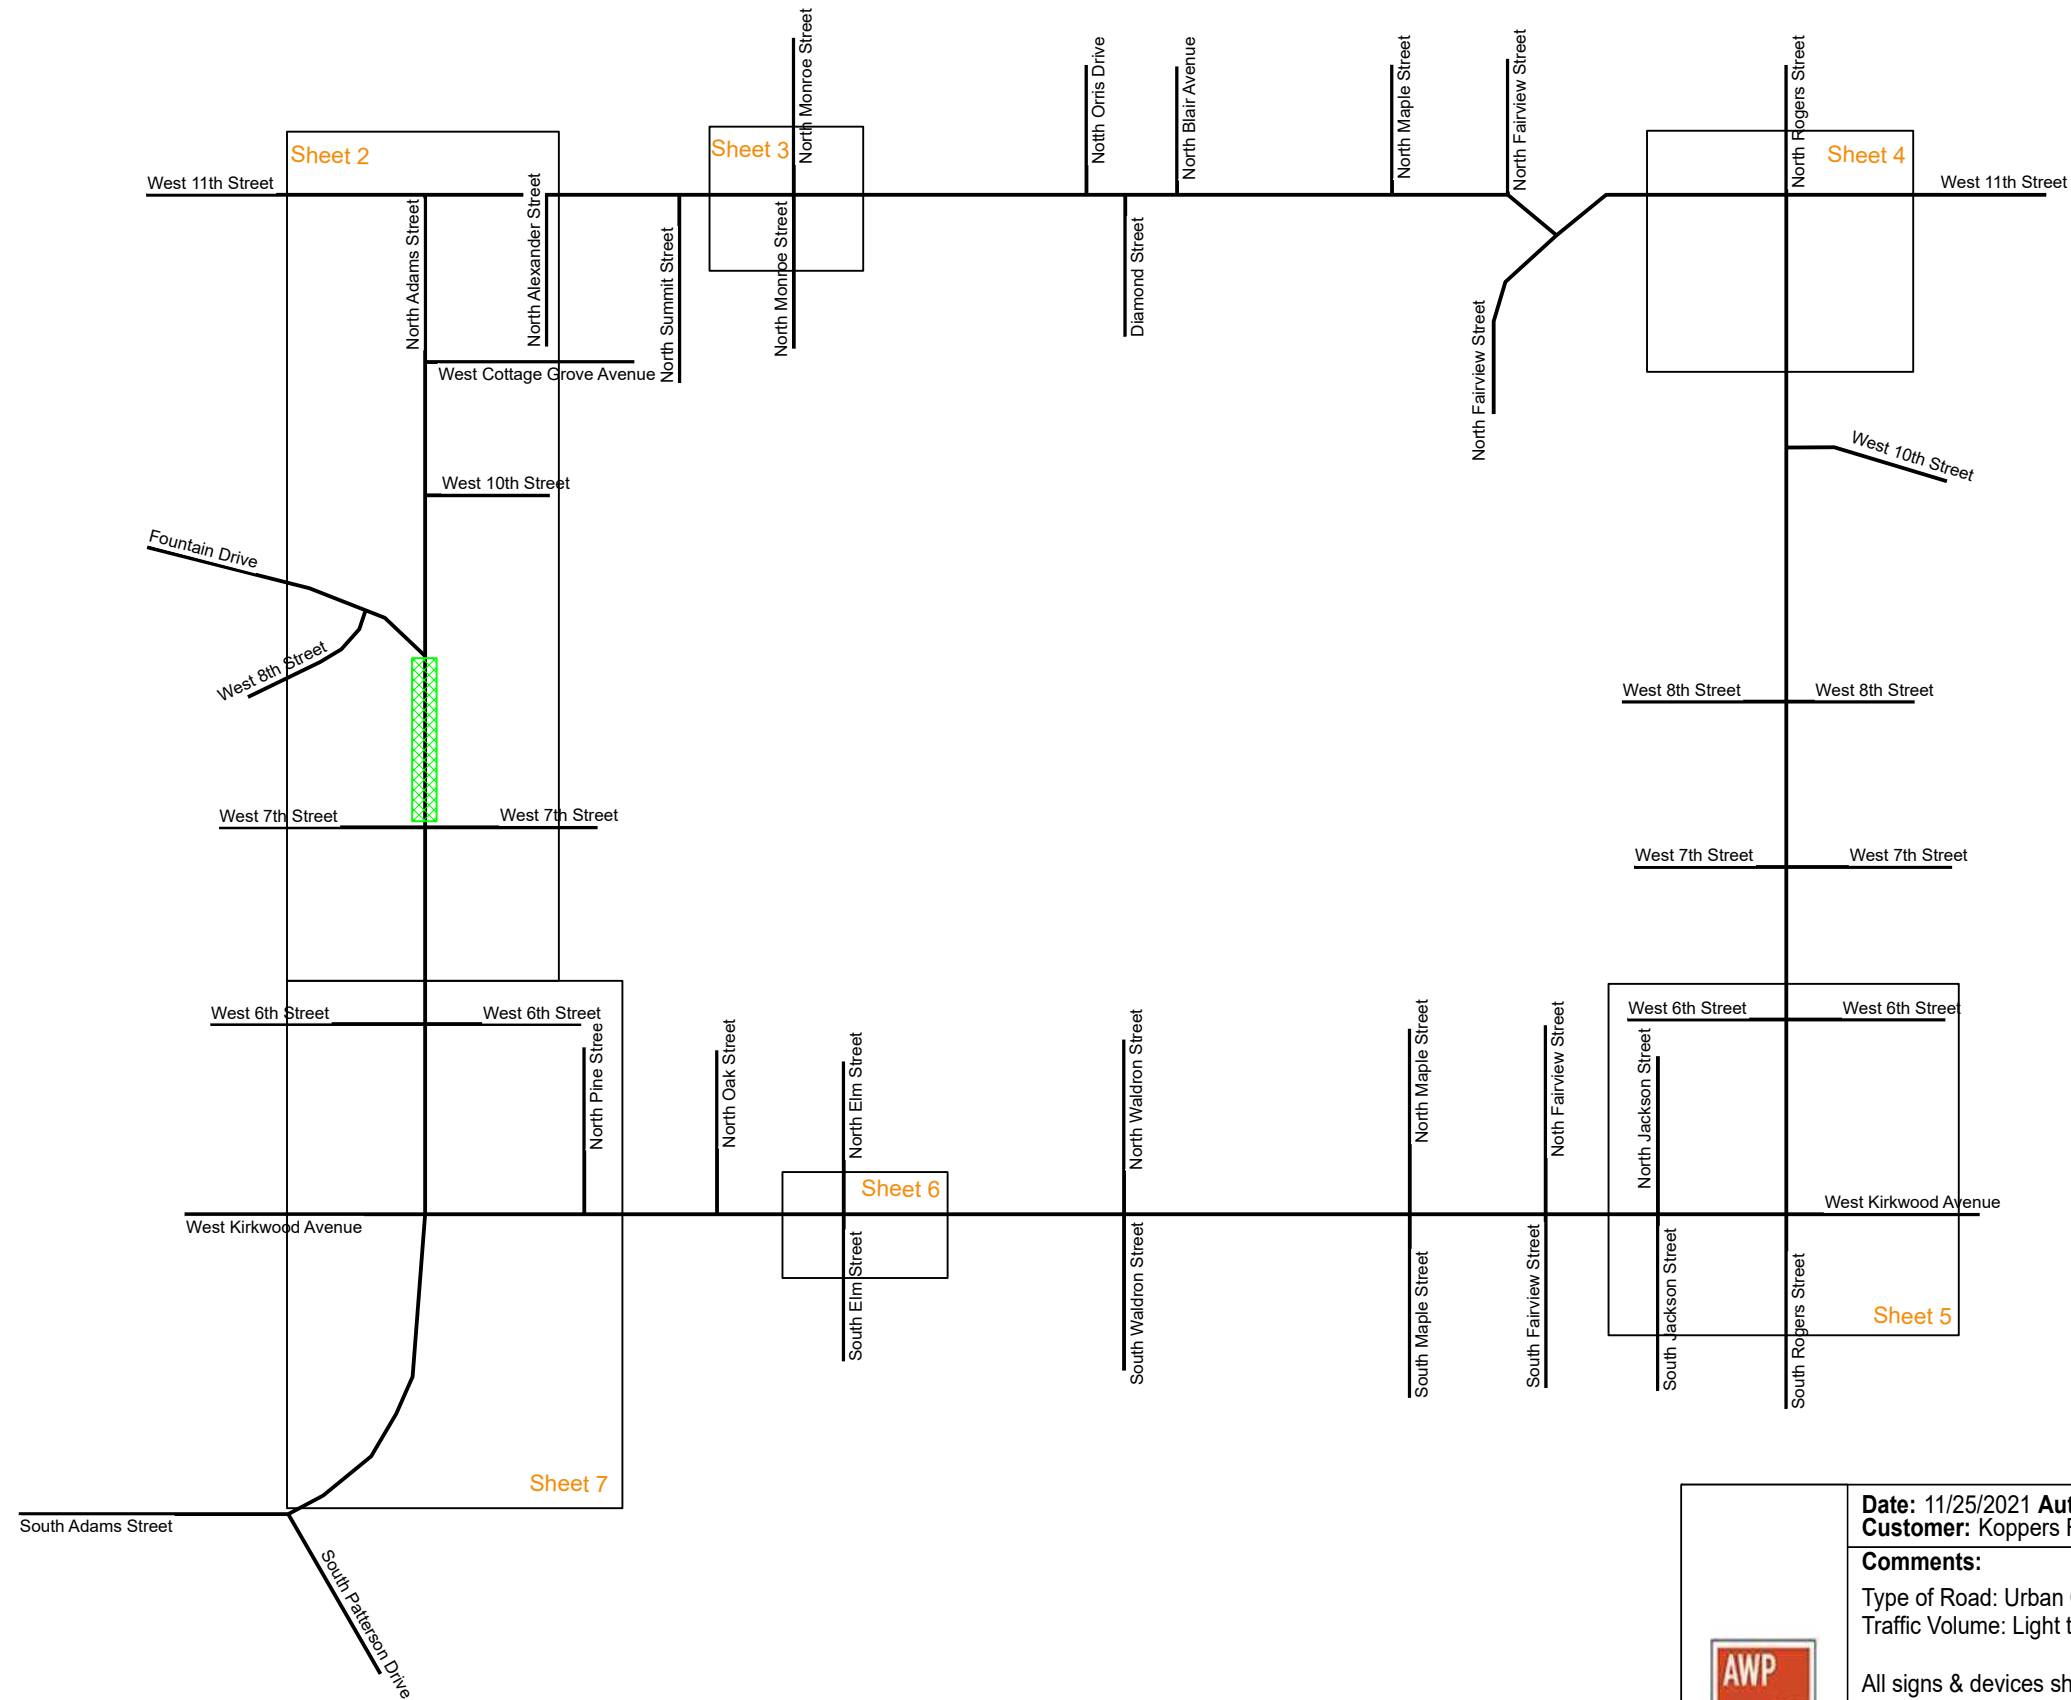 North Monroe Street
Notth Orris Drive
North Blair Avenue
North Maple Street
North Fairview Street
North Rogers Street
Sheet 2
Sheet 3
Sheet 4
West 11th Street
West 11th Street
North Adams Street
North Alexander Street
North Summit Street
North Monroe Street
Diamond Street
North Fairview Street
West Cottage Grove Avenue
West 10th Street
West 10th Street
Fountain Drive
West 8th Street
West 8th Street
West 8th Street
West 7th Street
West 7th Street
West 7th Street
West 7th Street
West 6th Street
West 6th Street
West 6th Street
West 6th Street
North Pine Stree
North Oak Street
North Elm Street
North Waldron Street
North Maple Street
Noth Fairview Street
North Jackson Street
Sheet 6
West Kirkwood Avenue
West Kirkwood Avenue
South Elm Street
South Waldron Street
South Maple Street
South Fairview Street
South Jackson Street
South Rogers Street
Sheet 5
Sheet 7
South Adams Street
South Patterson Drive
Date: 11/25/2021 Aut
Customer: Koppers
Comments:
Type of Road: Urban
Traffic Volume: Light t
All signs & devices sh
AWP